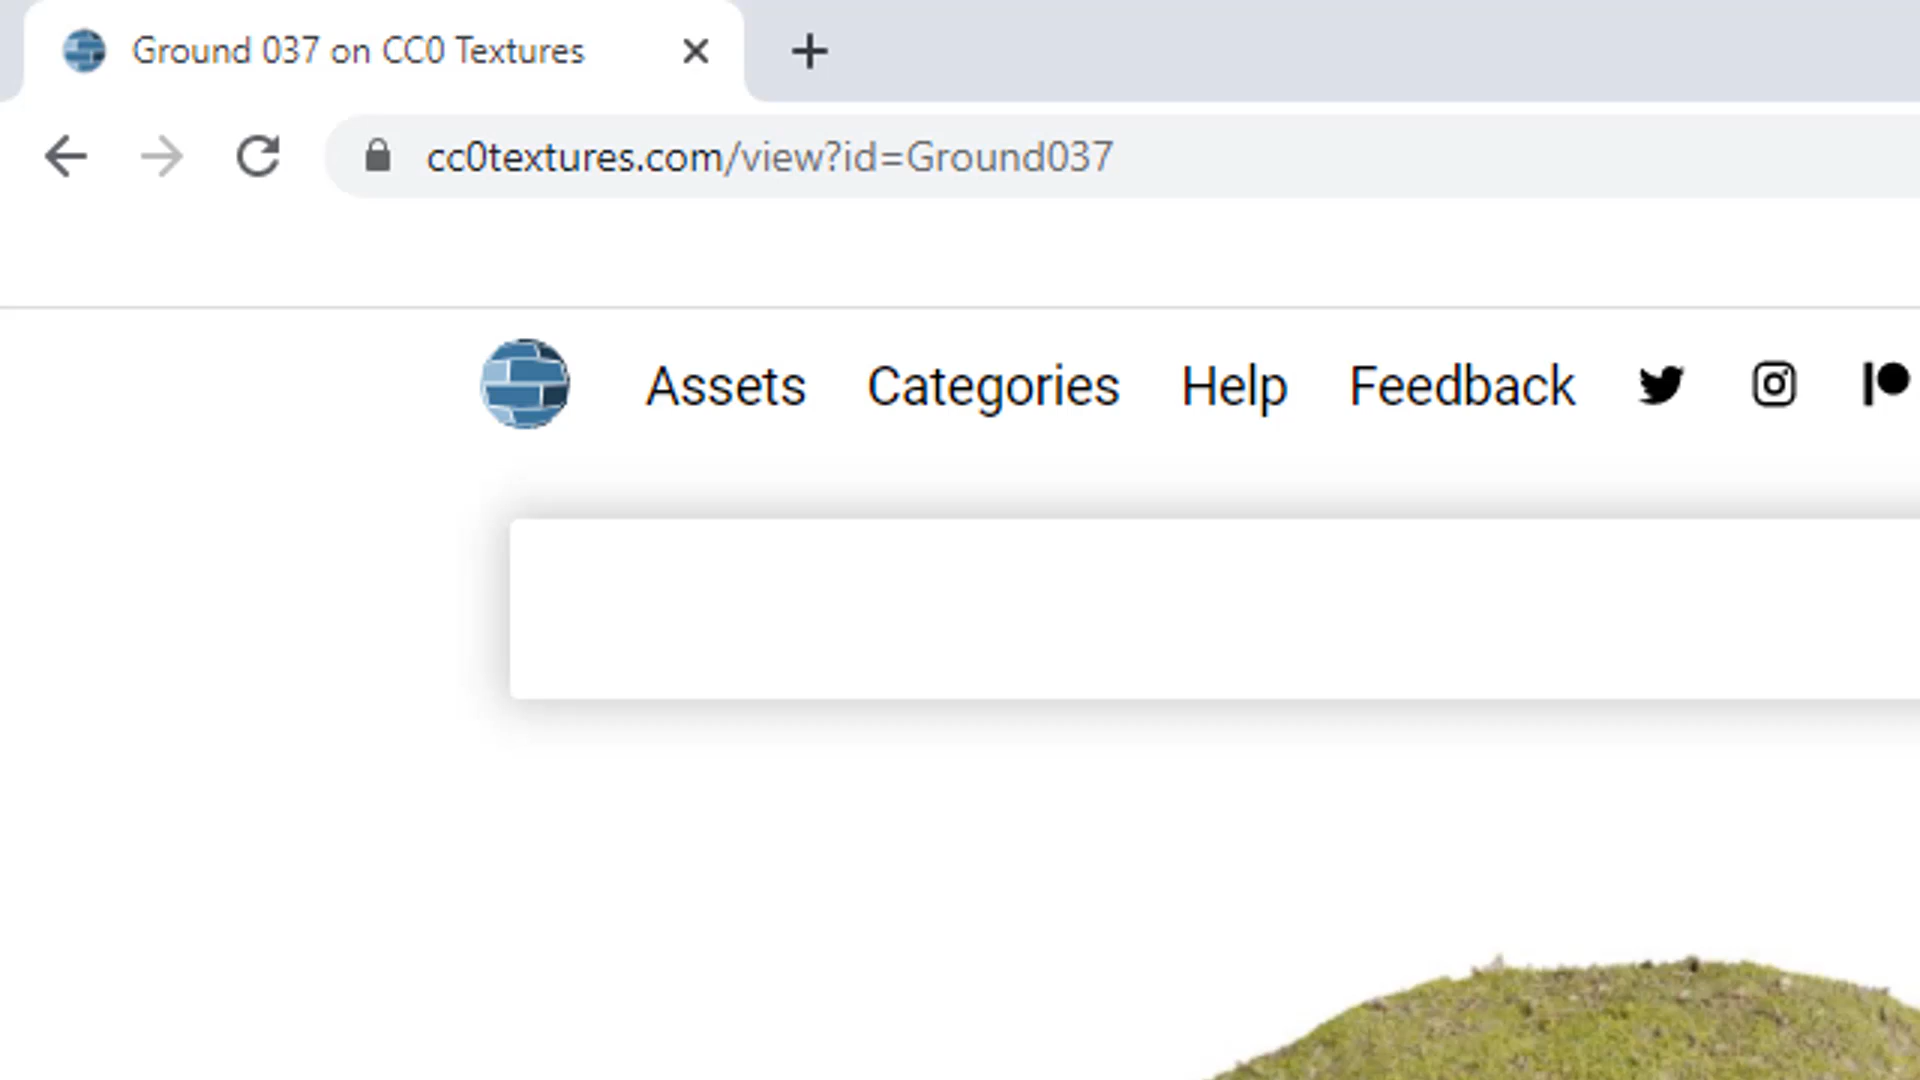 Ground 037 on CC0 Textures
cc0textures.com/view?id=Ground037
Assets Categories Help Feedback